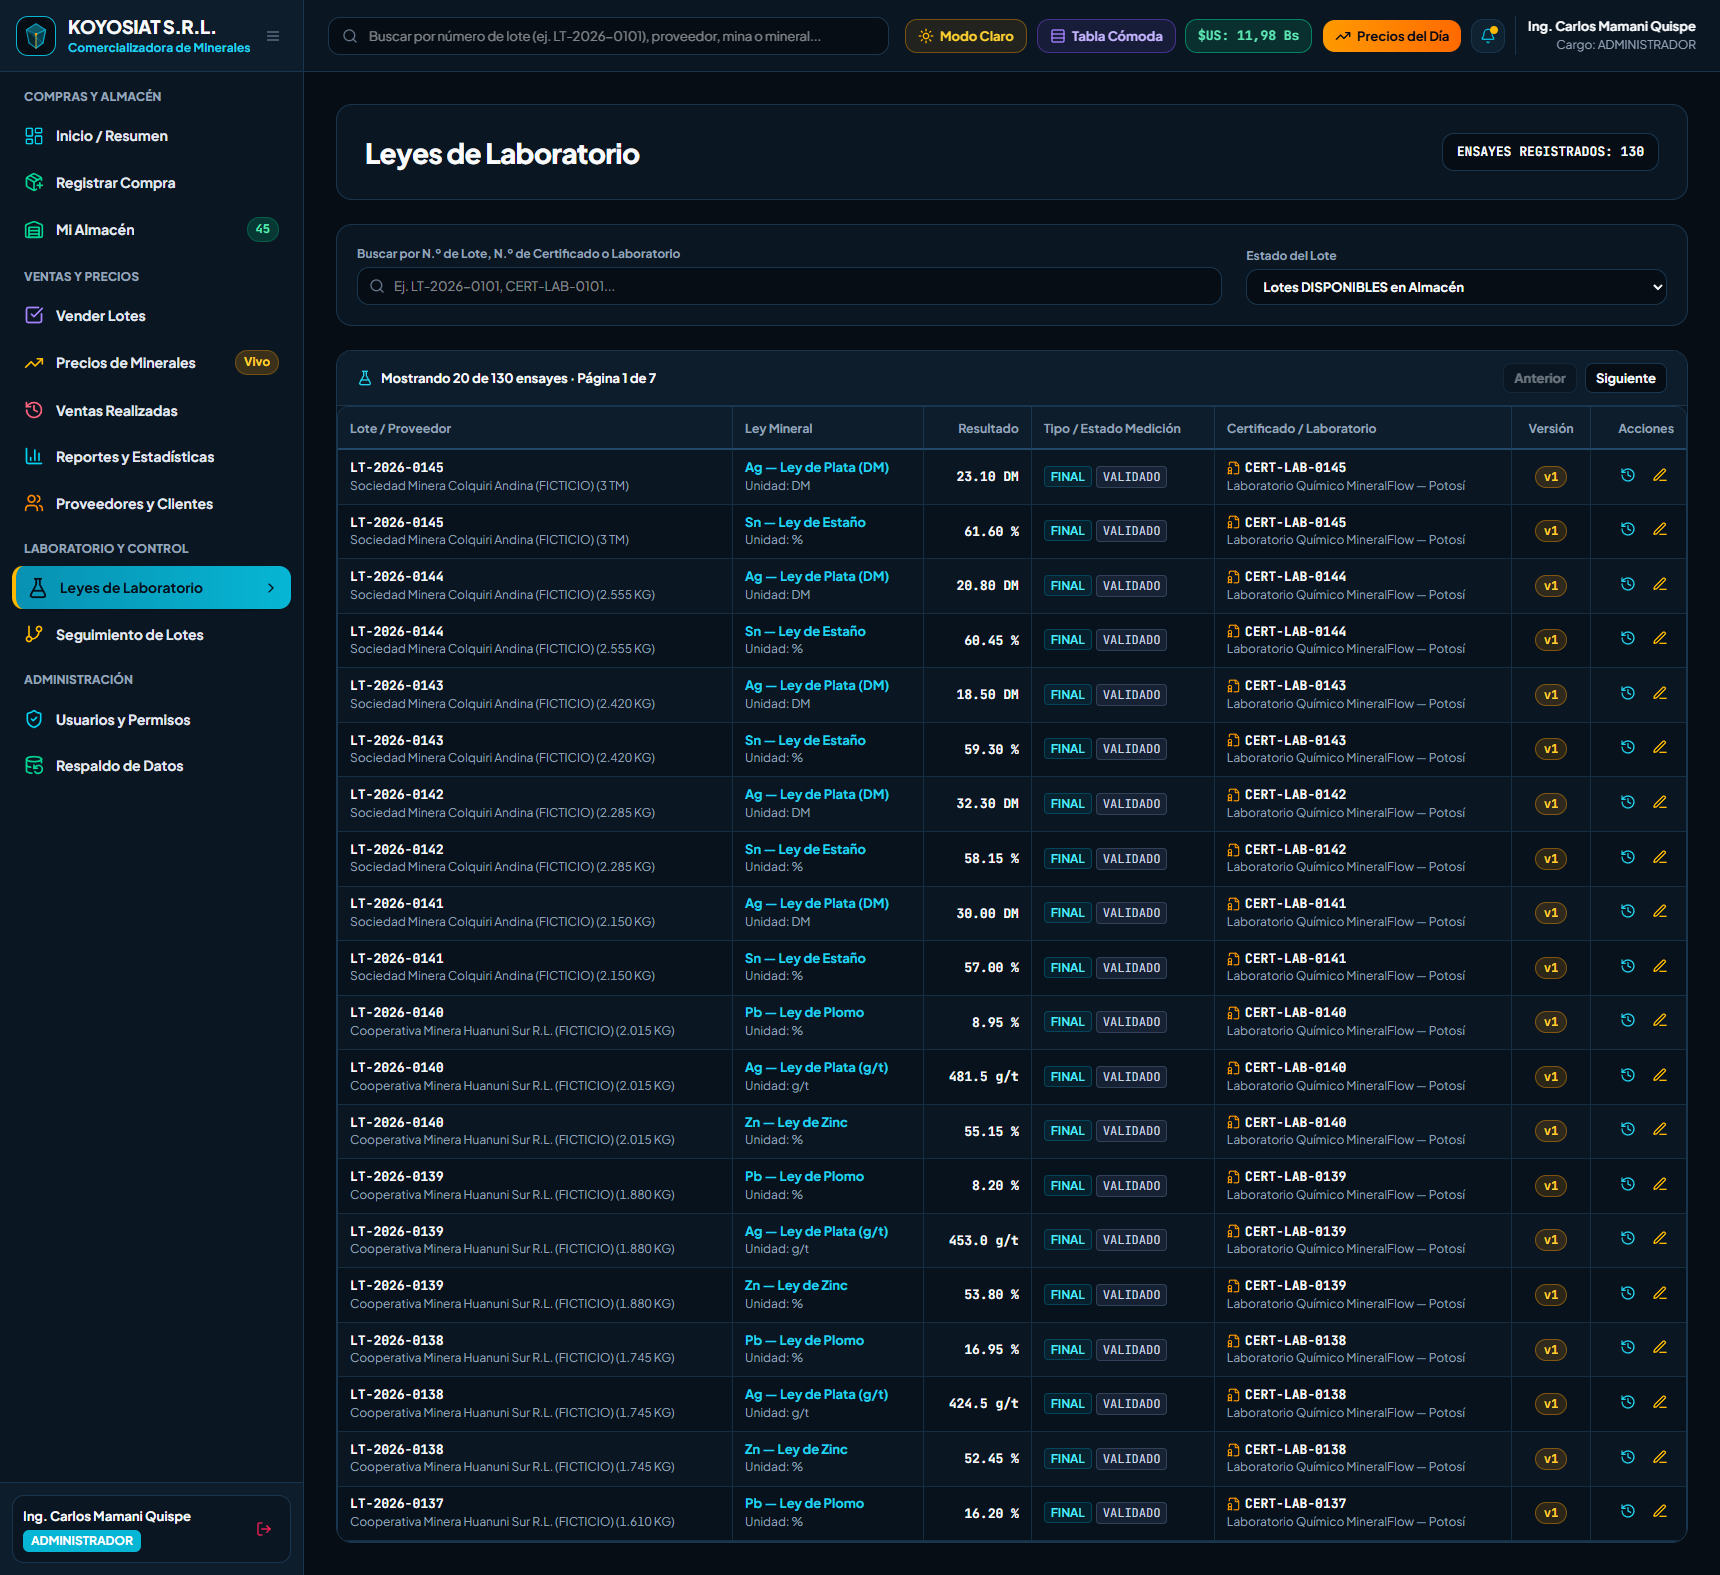 KOYOSIAT S.R.L.
Comercializadora de Minerales
Buscar por número de lote (ej. LT-2026-0101), proveedor, mina o mineral...
Modo Claro
Tabla Cómoda
$US: 11,98 Bs
Precios del Día
Ing. Carlos Mamani Quispe
Cargo: ADMINISTRADOR
COMPRAS Y ALMACÉN
Inicio / Resumen
Registrar Compra
Mi Almacén 45
VENTAS Y PRECIOS
Vender Lotes
Precios de Minerales Vivo
Ventas Realizadas
Reportes y Estadísticas
Proveedores y Clientes
LABORATORIO Y CONTROL
Leyes de Laboratorio
Seguimiento de Lotes
ADMINISTRACIÓN
Usuarios y Permisos
Respaldo de Datos
Ing. Carlos Mamani Quispe
ADMINISTRADOR
Leyes de Laboratorio
ENSAYES REGISTRADOS: 130
Buscar por N.º de Lote, N.º de Certificado o Laboratorio
Ej. LT-2026-0101, CERT-LAB-0101...
Estado del Lote
Lotes DISPONIBLES en Almacén
Mostrando 20 de 130 ensayes · Página 1 de 7
Anterior Siguiente
Lote / Proveedor Ley Mineral Resultado Tipo / Estado Medición Certificado / Laboratorio Versión Acciones
LT-2026-0145 Ag — Ley de Plata (DM) 23.10 DM FINAL VALIDADO CERT-LAB-0145 v1
Sociedad Minera Colquiri Andina (FICTICIO) (3 TM) Unidad: DM Laboratorio Químico MineralFlow — Potosí
LT-2026-0145 Sn — Ley de Estaño 61.60 % FINAL VALIDADO CERT-LAB-0145 v1
Sociedad Minera Colquiri Andina (FICTICIO) (3 TM) Unidad: % Laboratorio Químico MineralFlow — Potosí
LT-2026-0144 Ag — Ley de Plata (DM) 20.80 DM FINAL VALIDADO CERT-LAB-0144 v1
Sociedad Minera Colquiri Andina (FICTICIO) (2.555 KG) Unidad: DM Laboratorio Químico MineralFlow — Potosí
LT-2026-0144 Sn — Ley de Estaño 60.45 % FINAL VALIDADO CERT-LAB-0144 v1
Sociedad Minera Colquiri Andina (FICTICIO) (2.555 KG) Unidad: % Laboratorio Químico MineralFlow — Potosí
LT-2026-0143 Ag — Ley de Plata (DM) 18.50 DM FINAL VALIDADO CERT-LAB-0143 v1
Sociedad Minera Colquiri Andina (FICTICIO) (2.420 KG) Unidad: DM Laboratorio Químico MineralFlow — Potosí
LT-2026-0143 Sn — Ley de Estaño 59.30 % FINAL VALIDADO CERT-LAB-0143 v1
Sociedad Minera Colquiri Andina (FICTICIO) (2.420 KG) Unidad: % Laboratorio Químico MineralFlow — Potosí
LT-2026-0142 Ag — Ley de Plata (DM) 32.30 DM FINAL VALIDADO CERT-LAB-0142 v1
Sociedad Minera Colquiri Andina (FICTICIO) (2.285 KG) Unidad: DM Laboratorio Químico MineralFlow — Potosí
LT-2026-0142 Sn — Ley de Estaño 58.15 % FINAL VALIDADO CERT-LAB-0142 v1
Sociedad Minera Colquiri Andina (FICTICIO) (2.285 KG) Unidad: % Laboratorio Químico MineralFlow — Potosí
LT-2026-0141 Ag — Ley de Plata (DM) 30.00 DM FINAL VALIDADO CERT-LAB-0141 v1
Sociedad Minera Colquiri Andina (FICTICIO) (2.150 KG) Unidad: DM Laboratorio Químico MineralFlow — Potosí
LT-2026-0141 Sn — Ley de Estaño 57.00 % FINAL VALIDADO CERT-LAB-0141 v1
Sociedad Minera Colquiri Andina (FICTICIO) (2.150 KG) Unidad: % Laboratorio Químico MineralFlow — Potosí
LT-2026-0140 Pb — Ley de Plomo 8.95 % FINAL VALIDADO CERT-LAB-0140 v1
Cooperativa Minera Huanuni Sur R.L. (FICTICIO) (2.015 KG) Unidad: % Laboratorio Químico MineralFlow — Potosí
LT-2026-0140 Ag — Ley de Plata (g/t) 481.5 g/t FINAL VALIDADO CERT-LAB-0140 v1
Cooperativa Minera Huanuni Sur R.L. (FICTICIO) (2.015 KG) Unidad: g/t Laboratorio Químico MineralFlow — Potosí
LT-2026-0140 Zn — Ley de Zinc 55.15 % FINAL VALIDADO CERT-LAB-0140 v1
Cooperativa Minera Huanuni Sur R.L. (FICTICIO) (2.015 KG) Unidad: % Laboratorio Químico MineralFlow — Potosí
LT-2026-0139 Pb — Ley de Plomo 8.20 % FINAL VALIDADO CERT-LAB-0139 v1
Cooperativa Minera Huanuni Sur R.L. (FICTICIO) (1.880 KG) Unidad: % Laboratorio Químico MineralFlow — Potosí
LT-2026-0139 Ag — Ley de Plata (g/t) 453.0 g/t FINAL VALIDADO CERT-LAB-0139 v1
Cooperativa Minera Huanuni Sur R.L. (FICTICIO) (1.880 KG) Unidad: g/t Laboratorio Químico MineralFlow — Potosí
LT-2026-0139 Zn — Ley de Zinc 53.80 % FINAL VALIDADO CERT-LAB-0139 v1
Cooperativa Minera Huanuni Sur R.L. (FICTICIO) (1.880 KG) Unidad: % Laboratorio Químico MineralFlow — Potosí
LT-2026-0138 Pb — Ley de Plomo 16.95 % FINAL VALIDADO CERT-LAB-0138 v1
Cooperativa Minera Huanuni Sur R.L. (FICTICIO) (1.745 KG) Unidad: % Laboratorio Químico MineralFlow — Potosí
LT-2026-0138 Ag — Ley de Plata (g/t) 424.5 g/t FINAL VALIDADO CERT-LAB-0138 v1
Cooperativa Minera Huanuni Sur R.L. (FICTICIO) (1.745 KG) Unidad: g/t Laboratorio Químico MineralFlow — Potosí
LT-2026-0138 Zn — Ley de Zinc 52.45 % FINAL VALIDADO CERT-LAB-0138 v1
Cooperativa Minera Huanuni Sur R.L. (FICTICIO) (1.745 KG) Unidad: % Laboratorio Químico MineralFlow — Potosí
LT-2026-0137 Pb — Ley de Plomo 16.20 % FINAL VALIDADO CERT-LAB-0137 v1
Cooperativa Minera Huanuni Sur R.L. (FICTICIO) (1.610 KG) Unidad: % Laboratorio Químico MineralFlow — Potosí